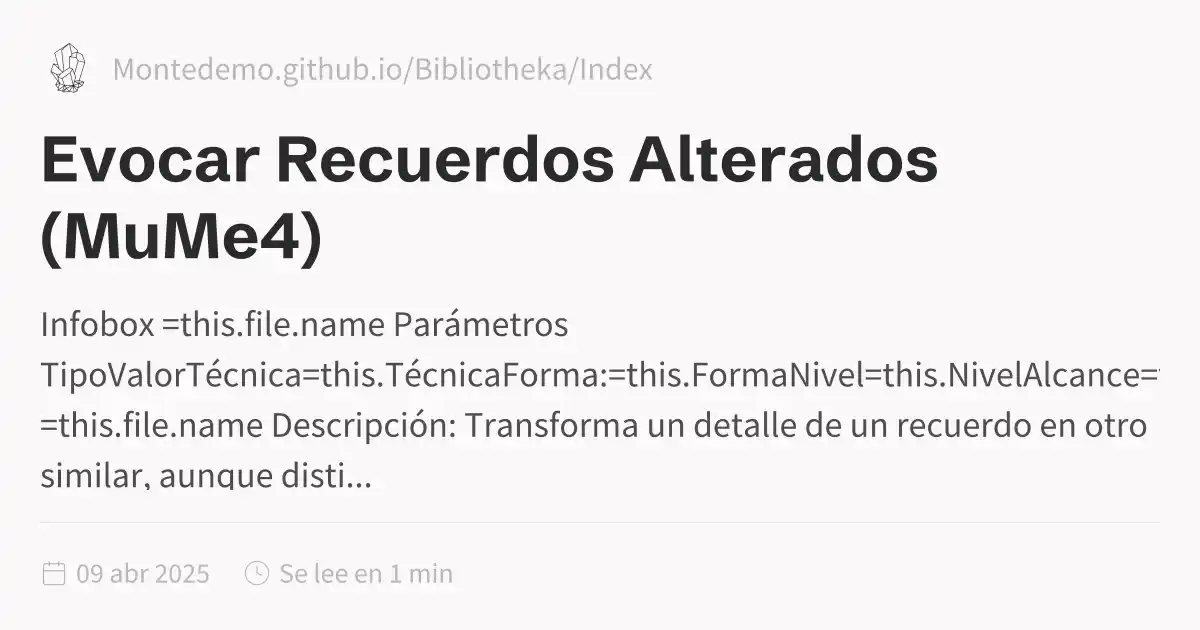 Montedemo.github.io/Bibliotheka/Index
Evocar Recuerdos Alterados
(MuMe4)
Infobox =this.file.name Parámetros
TipoValorTécnica=this.TécnicaForma:=this.FormaNivel=this.NivelAlcance=
=this.file.name Descripción: Transforma un detalle de un recuerdo en otro
similar, aunque disti...
09 abr 2025
Se lee en 1 min